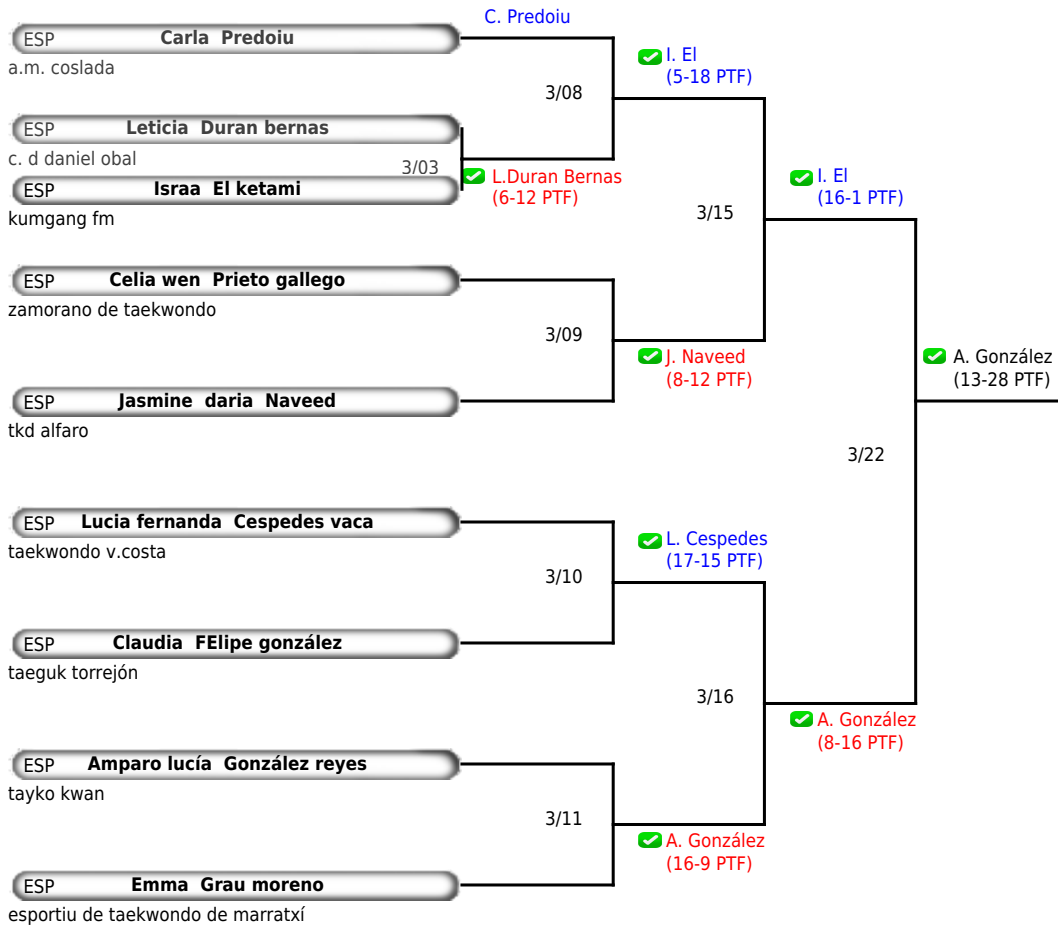 C. Predoiu
ESP Carla Predoiu
a.m. coslada
I. El
(5-18 PTF)
3/08
ESP Leticia Duran bernas
c. d daniel obal
3/03
L.Duran Bernas
(6-12 PTF)
ESP Israa El ketami
kumgang fm
I. El
(16-1 PTF)
3/15
ESP Celia wen Prieto gallego
zamorano de taekwondo
3/09
J. Naveed
(8-12 PTF)
A. González
(13-28 PTF)
ESP Jasmine daria Naveed
tkd alfaro
3/22
ESP Lucia fernanda Cespedes vaca
taekwondo v.costa
L. Cespedes
(17-15 PTF)
3/10
ESP Claudia FElipe gonzález
taeguk torrejón
3/16
A. González
(8-16 PTF)
ESP Amparo lucía González reyes
tayko kwan
3/11
A. González
(16-9 PTF)
ESP Emma Grau moreno
esportiu de taekwondo de marratxí